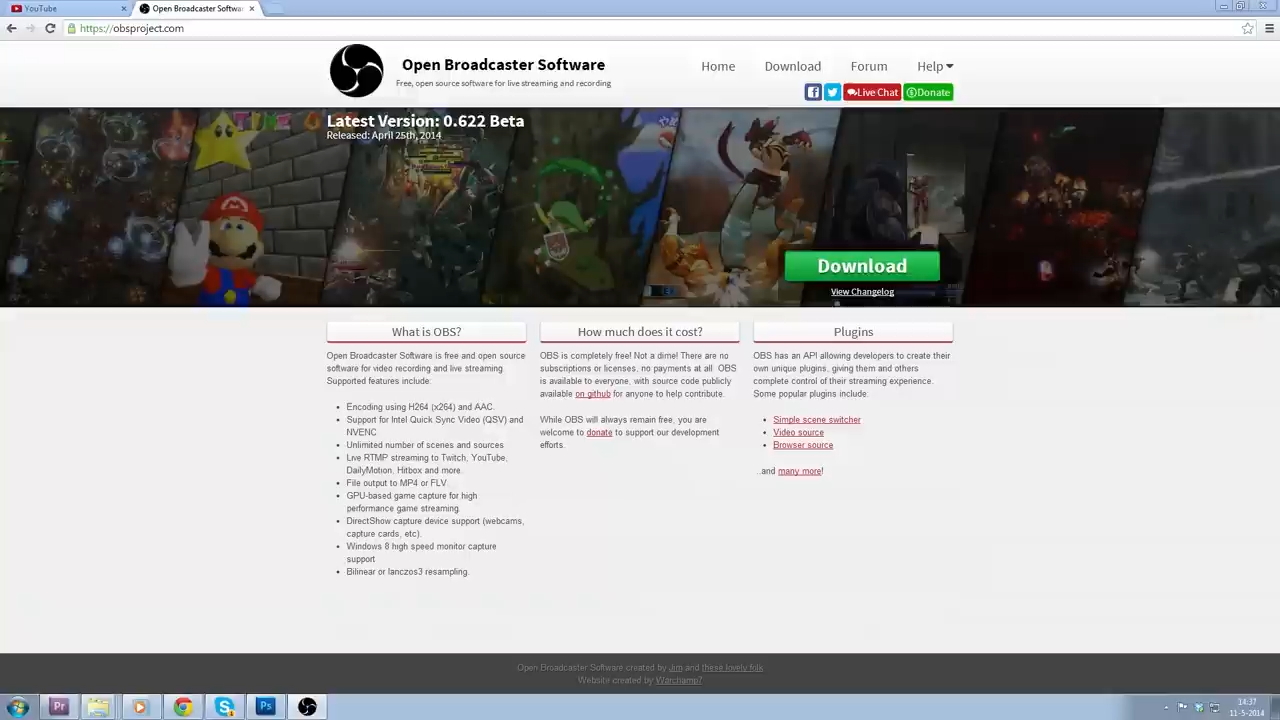 YouTube
Open Broadcaster Softwar
https://obsproject.com
Open Broadcaster Software
Free, open source software for live streaming and recording
Home
Download
Forum
Help
Live Chat
Donate
Latest Version: 0.622 Beta
Released: April 25th, 2014
Download
View Changelog
What is OBS?
Open Broadcaster Software is free and open source
software for video recording and live streaming.
Supported features include:
• Encoding using H264 (x264) and AAC.
• Support for Intel Quick Sync Video (QSV) and
NVENC
• Unlimited number of scenes and sources
• Live RTMP streaming to Twitch, YouTube,
DailyMotion, Hitbox and more.
• File output to MP4 or FLV
• GPU-based game capture for high
performance game streaming.
• DirectShow capture device support (webcams,
capture cards, etc).
• Windows 8 high speed monitor capture
support
• Bilinear or lanczos3 resampling.
How much does it cost?
OBS is completely free! Not a dime! There are no
subscriptions or licenses, no payments at all. OBS
is available to everyone, with source code publicly
available on github for anyone to help contribute.
While OBS will always remain free, you are
welcome to donate to support our development
efforts.
Plugins
OBS has an API allowing developers to create their
own unique plugins, giving them and others
complete control of their streaming experience.
Some popular plugins include:
• Simple scene switcher
• Video source
• Browser source
...and many more!
Open Broadcaster Software created by Jim and these lovely folk
Website created by Warchamp7
Pr
Ps
14:37
11-5-2014